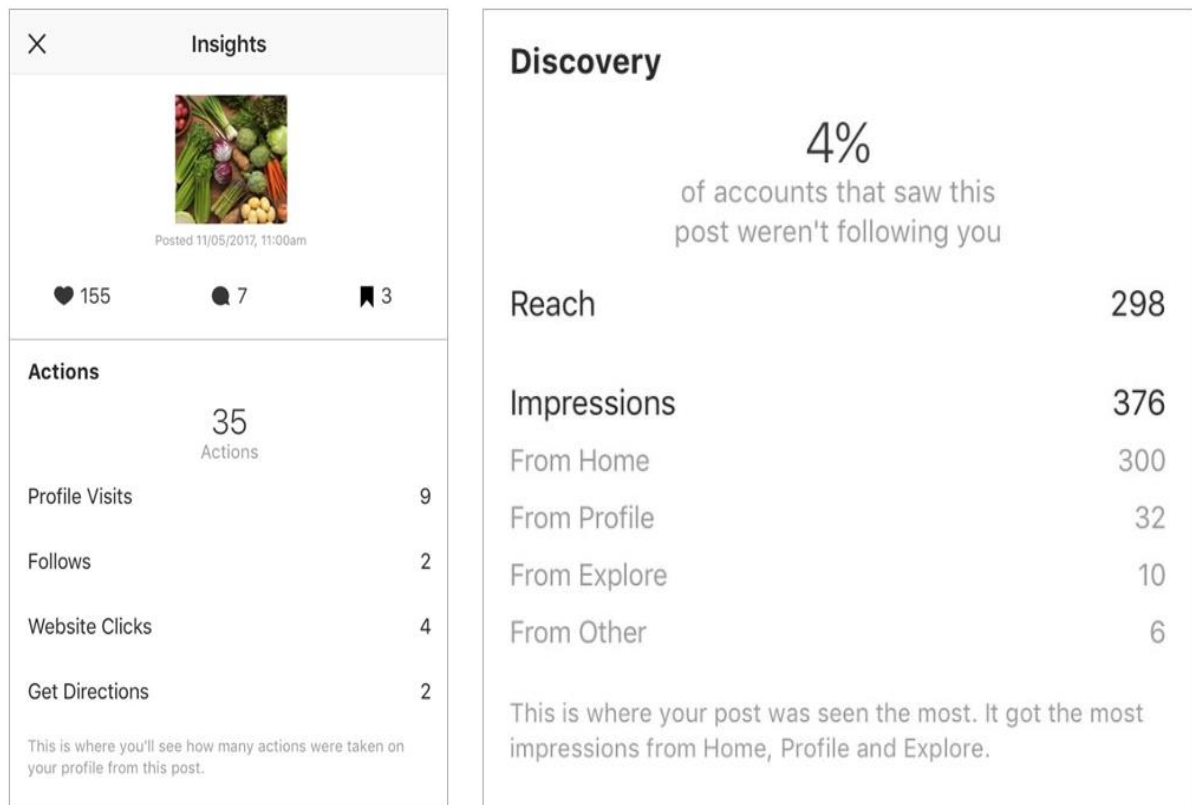 Insights
Posted 11/05/2017, 11:00am
155 7 3
Actions
35
Actions
Profile Visits 9
Follows 2
Website Clicks 4
Get Directions 2
This is where you'll see how many actions were taken on
your profile from this post.
Discovery
4%
of accounts that saw this
post weren't following you
Reach 298
Impressions 376
From Home 300
From Profile 32
From Explore 10
From Other 6
This is where your post was seen the most. It got the most
impressions from Home, Profile and Explore.